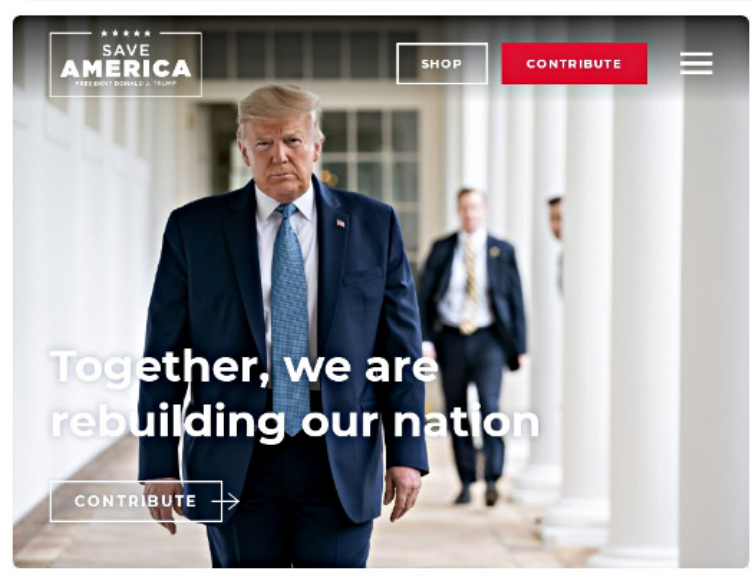 SAVE
AMERICA
PRESIDENT DONALD J. TRUMP
SHOP
CONTRIBUTE
Together, we are
rebuilding our nation
CONTRIBUTE